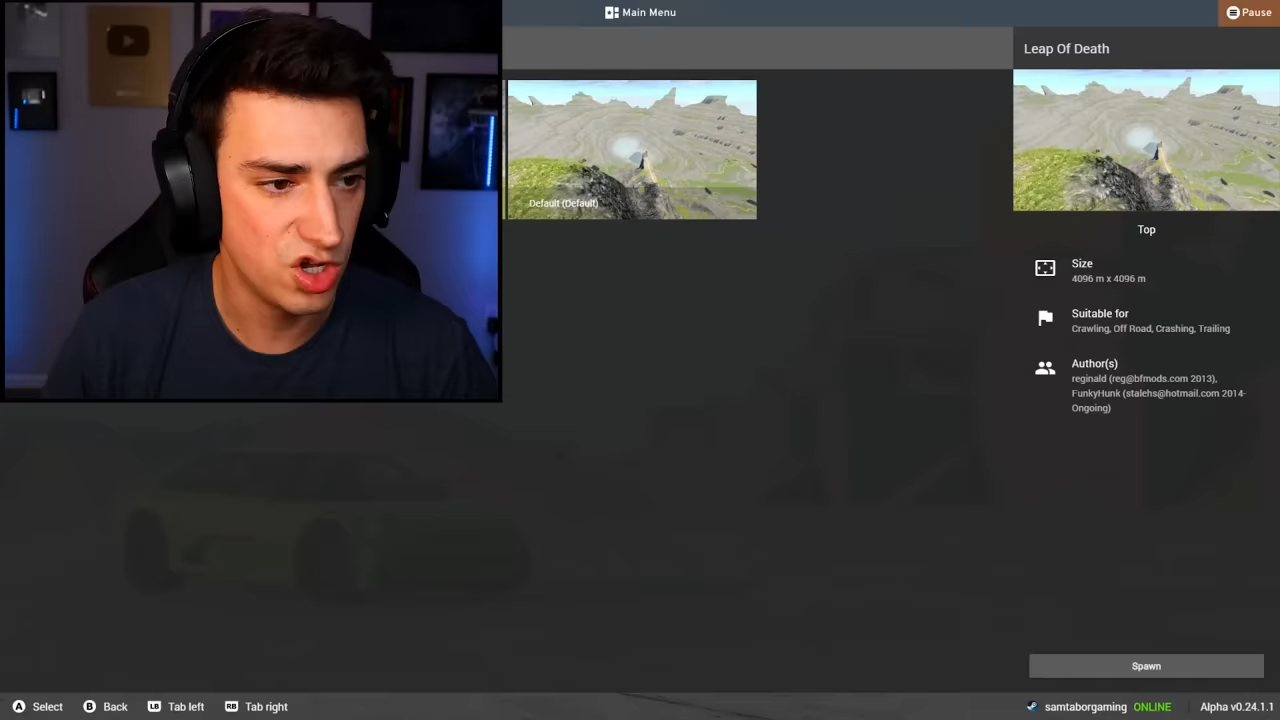 Main Menu
Pause
Leap Of Death
Default (Default)
Top
Size
4096 m x 4096 m
Suitable for
Crawling, Off Road, Crashing, Trailing
Author(s)
reginald (reg@bfmods.com 2013),
FunkyHunk (stalehs@hotmail.com 2014-
Ongoing)
Spawn
A Select
B Back
LB Tab left
RB Tab right
samtaborgaming ONLINE
Alpha v0.24.1.1